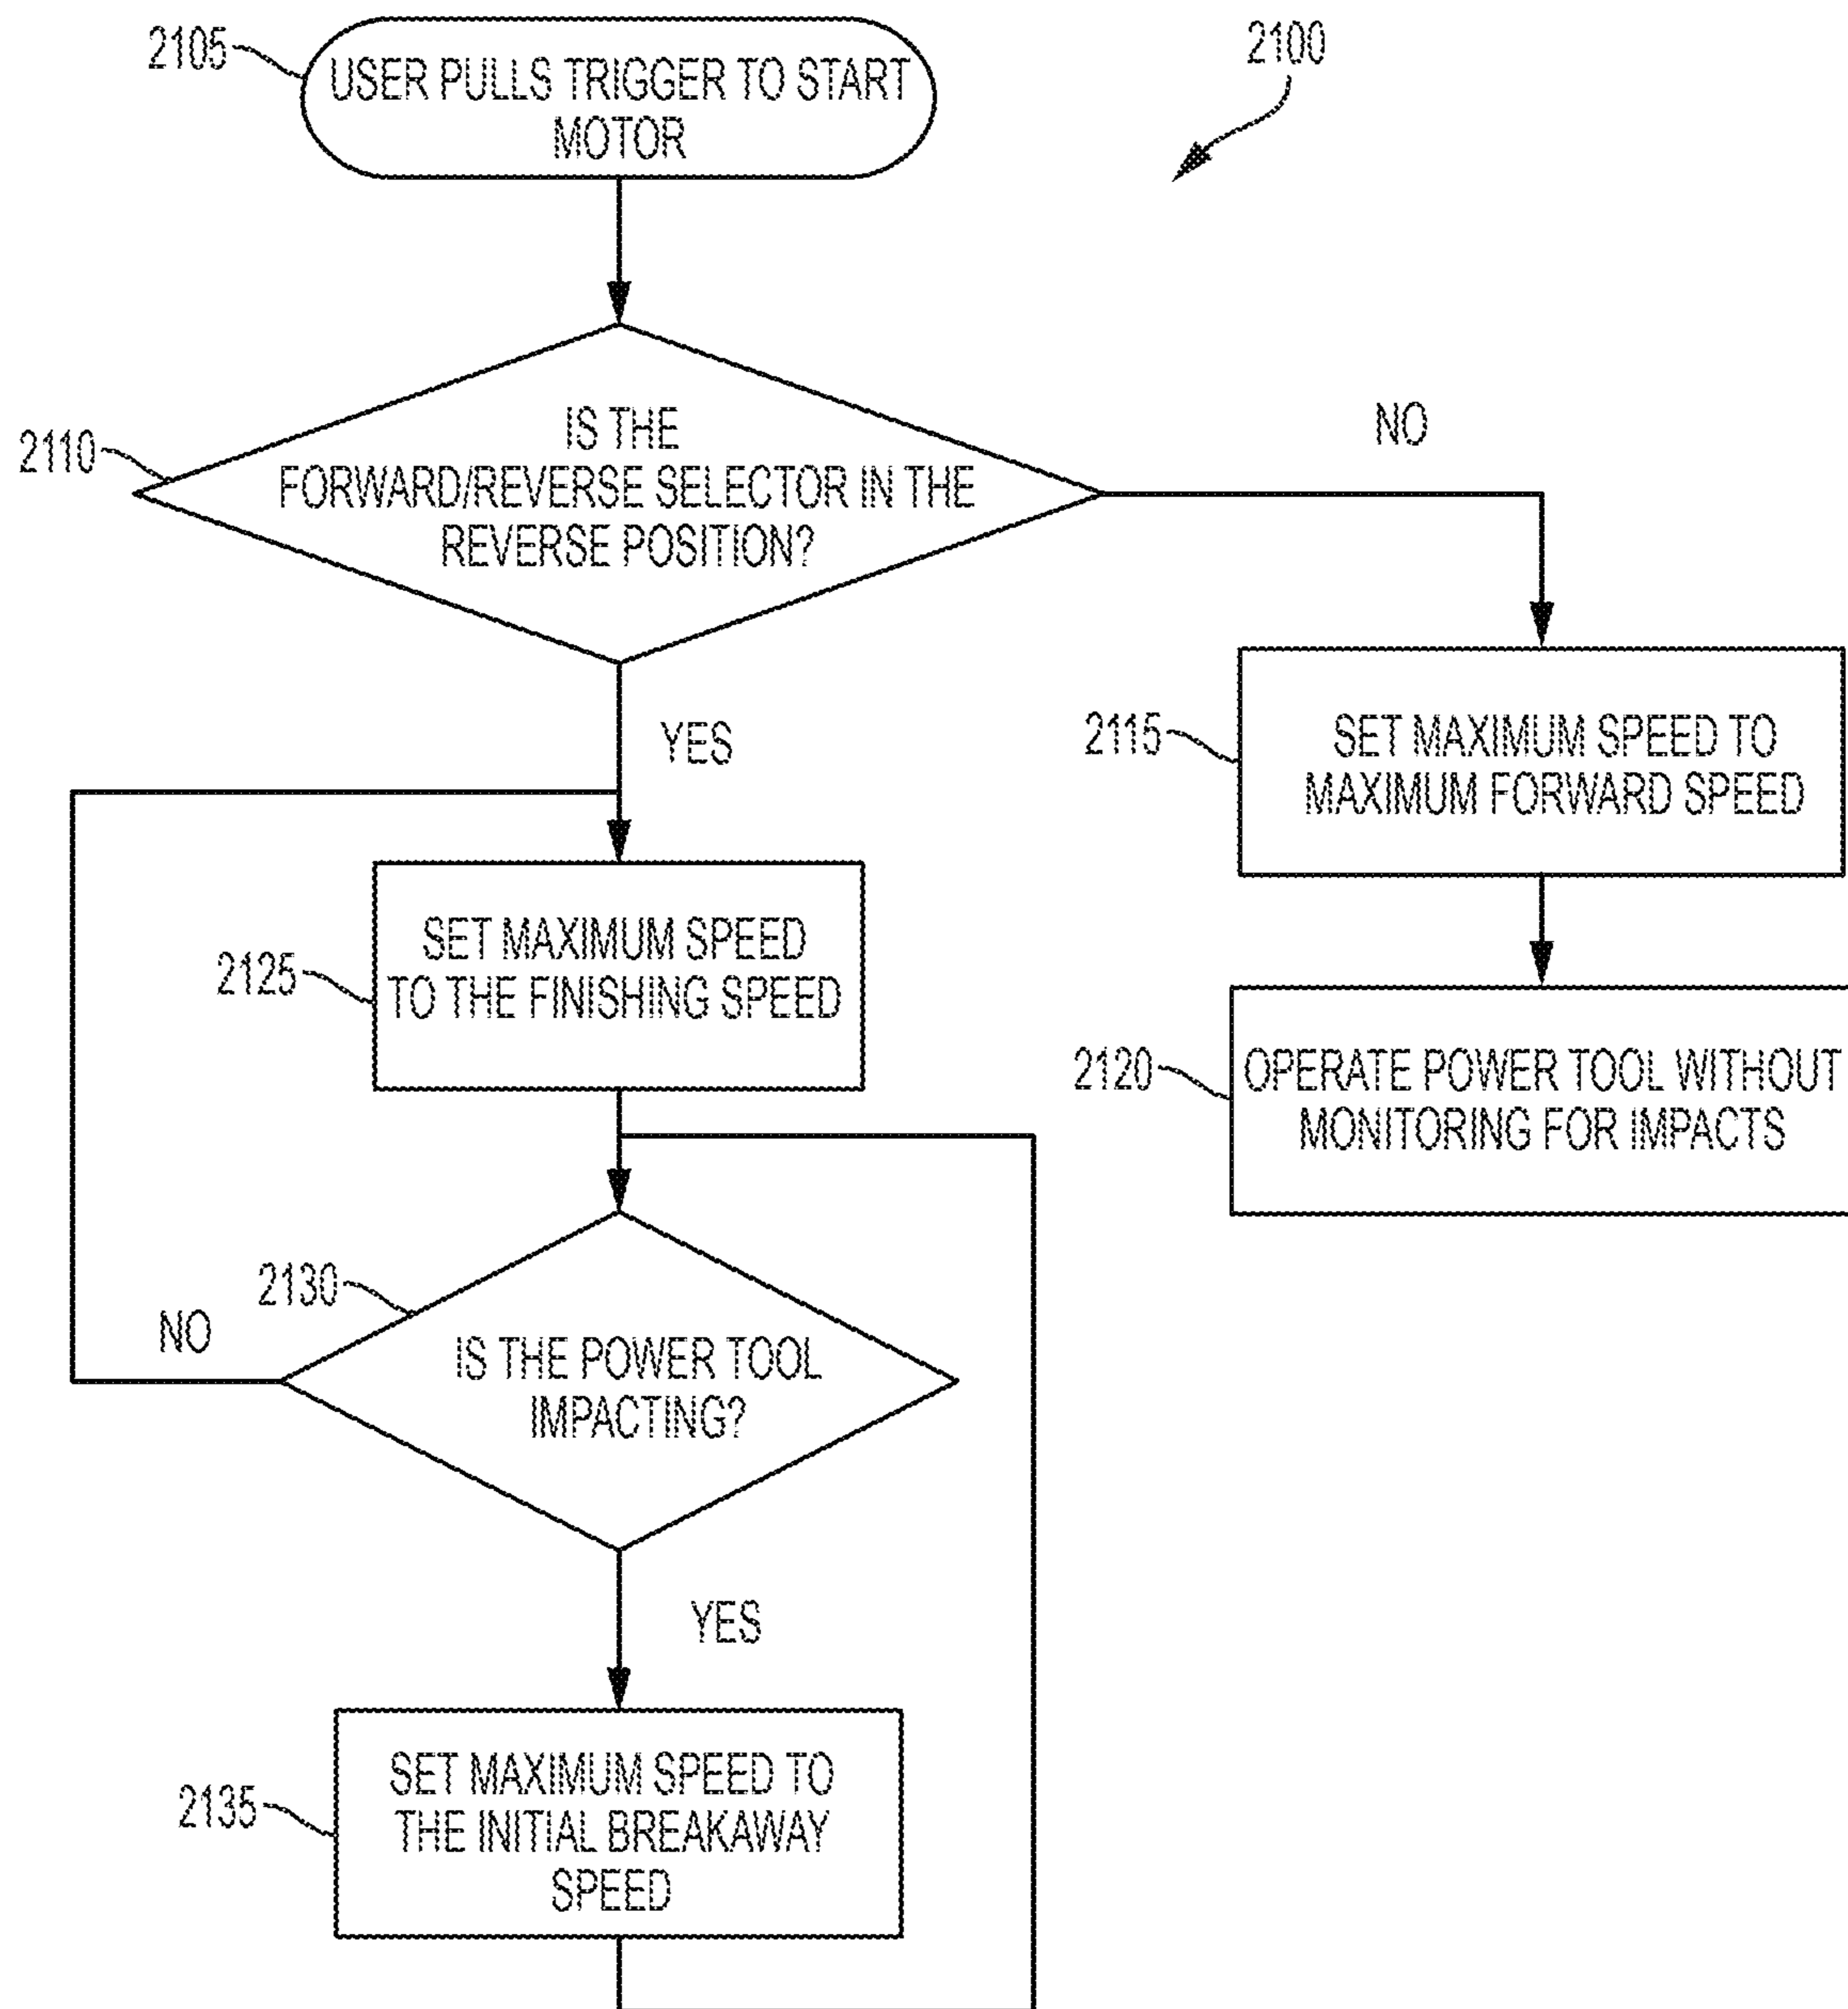 2105
USER PULLS TRIGGER TO START
MOTOR
2100
2110
IS THE
FORWARD/REVERSE SELECTOR IN THE
REVERSE POSITION?
NO
YES
2115
SET MAXIMUM SPEED TO
MAXIMUM FORWARD SPEED
2125
SET MAXIMUM SPEED
TO THE FINISHING SPEED
2120
OPERATE POWER TOOL WITHOUT
MONITORING FOR IMPACTS
2130
NO
IS THE POWER TOOL
IMPACTING?
YES
2135
SET MAXIMUM SPEED TO
THE INITIAL BREAKAWAY
SPEED